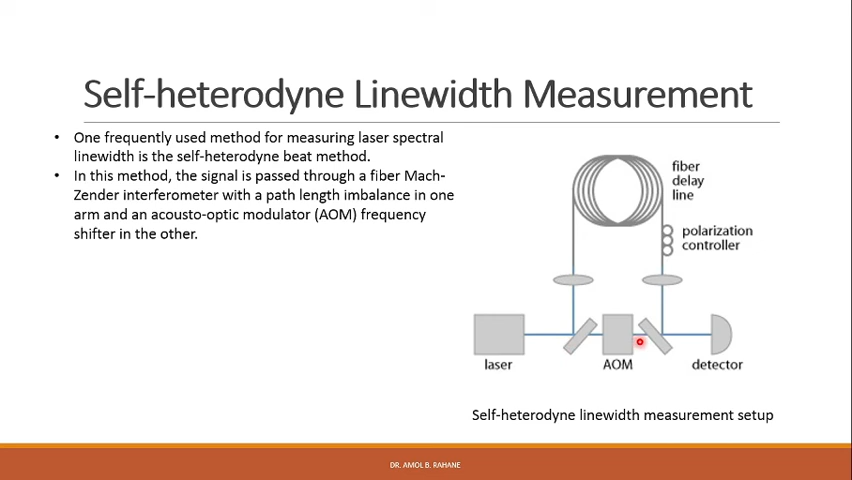 Self-heterodyne Linewidth Measurement
• One frequently used method for measuring laser spectral
linewidth is the self-heterodyne beat method.
• In this method, the signal is passed through a fiber Mach-
Zender interferometer with a path length imbalance in one
arm and an acousto-optic modulator (AOM) frequency
shifter in the other.
fiber
delay
line
polarization
controller
laser
AOM
detector
Self-heterodyne linewidth measurement setup
DR. AMOL B. RAHANE